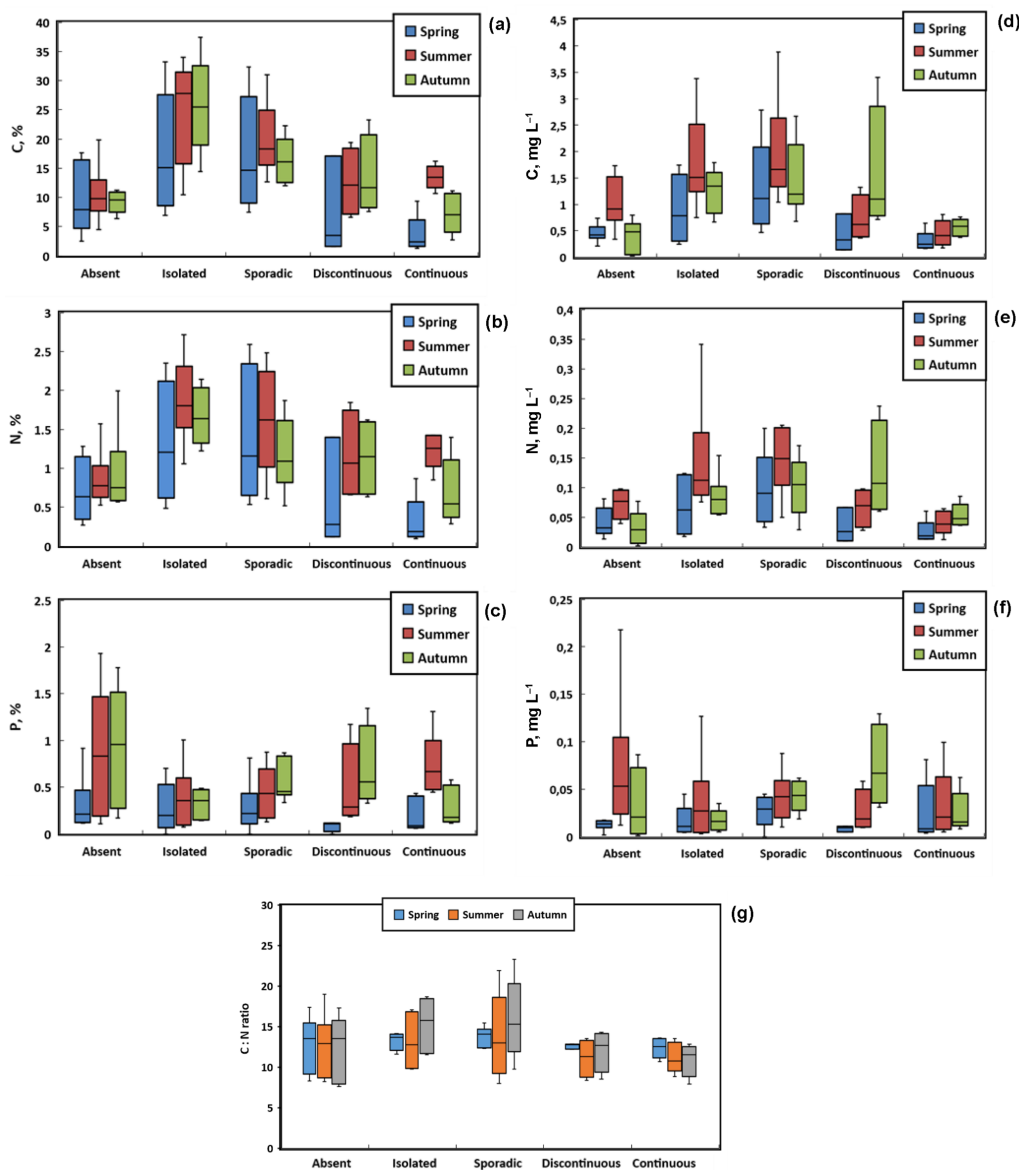 (a)
Spring
Summer
Autumn
C, %
40
35
30
25
20
15
10
5
0
Absent Isolated Sporadic Discontinuous Continuous
(d)
Spring
Summer
Autumn
C, mg L⁻¹
4,5
4
3,5
3
2,5
2
1,5
1
0,5
0
Absent Isolated Sporadic Discontinuous Continuous
(b)
Spring
Summer
Autumn
N, %
3
2.5
2
1.5
1
0.5
0
Absent Isolated Sporadic Discontinuous Continuous
(e)
Spring
Summer
Autumn
N, mg L⁻¹
0,4
0,35
0,3
0,25
0,2
0,15
0,1
0,05
0
Absent Isolated Sporadic Discontinuous Continuous
(c)
Spring
Summer
Autumn
P, %
2.5
2
1.5
1
0.5
0
Absent Isolated Sporadic Discontinuous Continuous
(f)
Spring
Summer
Autumn
P, mg L⁻¹
0,25
0,2
0,15
0,1
0,05
0
Absent Isolated Sporadic Discontinuous Continuous
(g)
Spring Summer Autumn
C : N ratio
30
25
20
15
10
5
0
Absent Isolated Sporadic Discontinuous Continuous